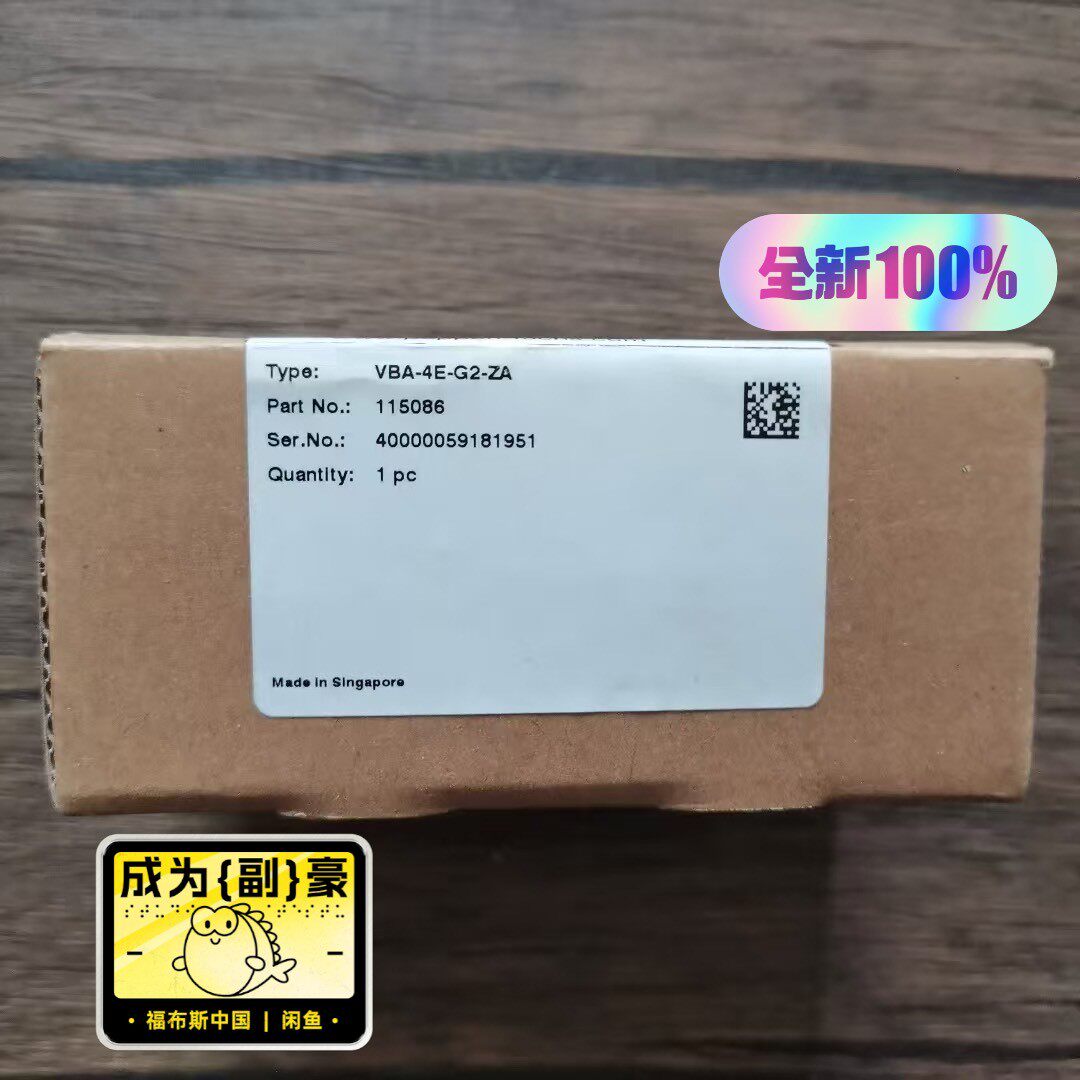 全新100%
Type: VBA-4E-G2-ZA
Part No.: 115086
Ser.No.: 40000059181951
Quantity: 1 pc
Made in Singapore
成为{副}豪
· 福布斯中国 | 闲鱼 ·